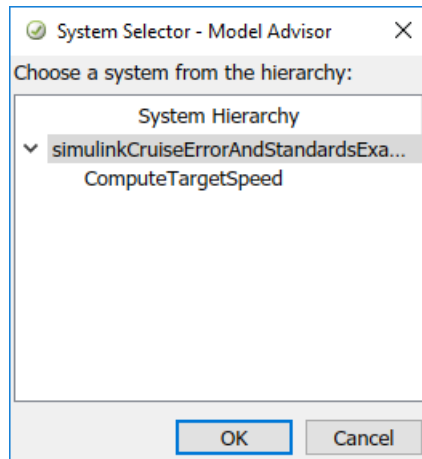 System Selector - Model Advisor
Choose a system from the hierarchy:
System Hierarchy
simulinkCruiseErrorAndStandardsExa...
ComputeTargetSpeed
OK Cancel